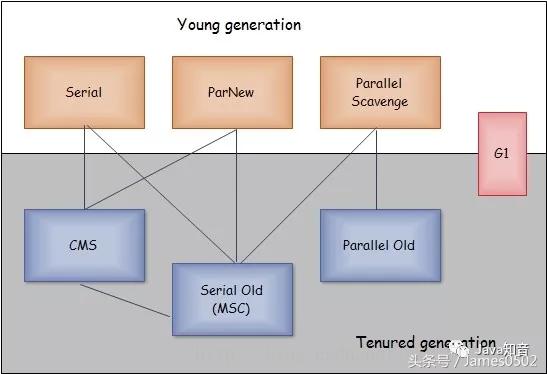 Young generation
Serial
ParNew
Parallel
Scavenge
G1
CMS
Serial Old
(MSC)
Parallel Old
Tenured generation
Java知音
头条号/James0502